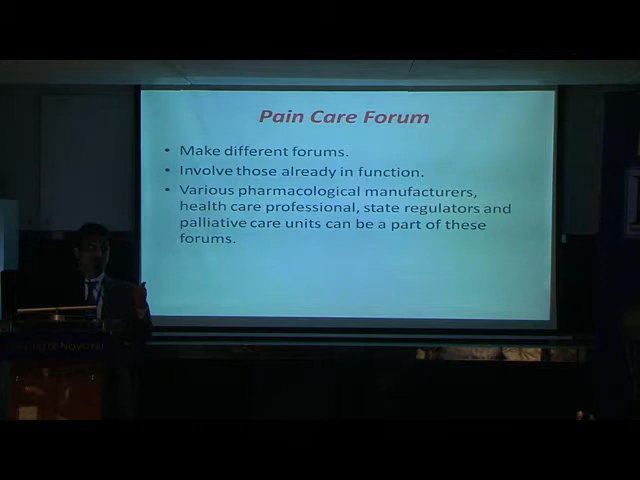 Pain Care Forum
• Make different forums.
• Involve those already in function.
• Various pharmacological manufacturers,
health care professional, state regulators and
palliative care units can be a part of these
forums.